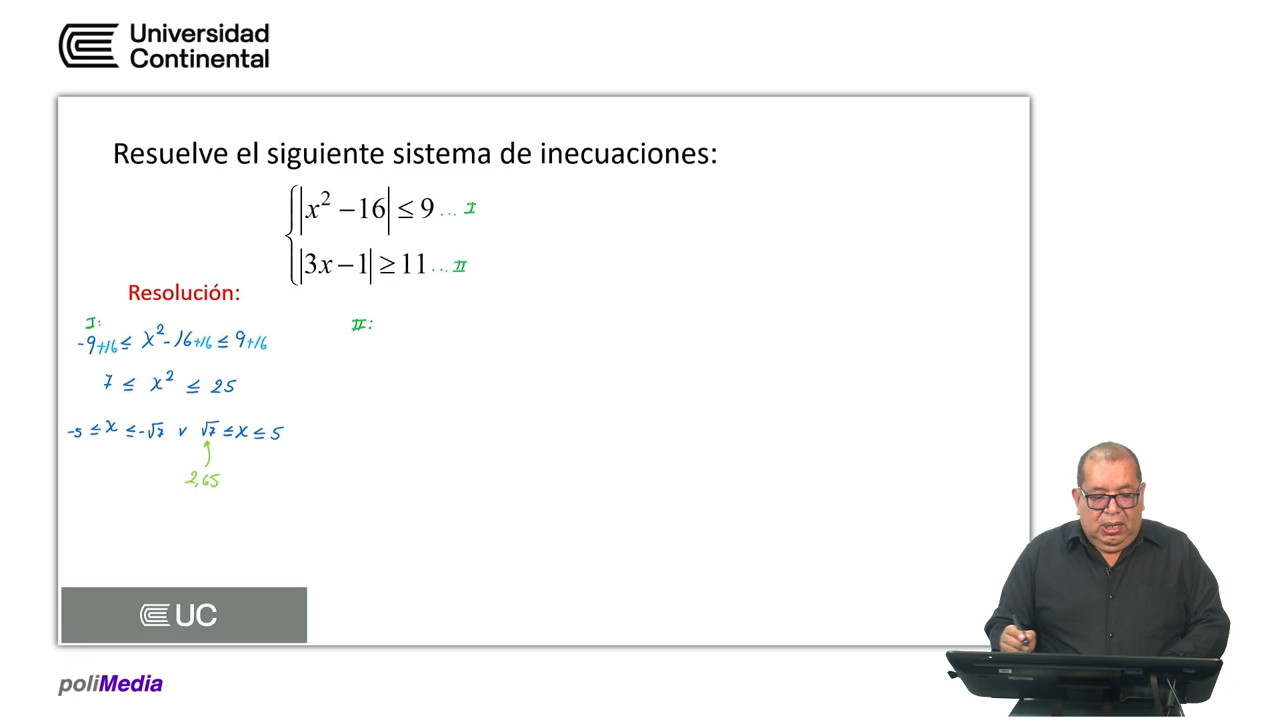 Universidad
Continental
Resuelve el siguiente sistema de inecuaciones:
|x² − 16| ≤ 9 ... I
|3x − 1| ≥ 11 ... II
Resolución:
I:
-9+16 ≤ x² - 16+16 ≤ 9+16
7 ≤ x² ≤ 25
-5 ≤ x ≤ -√7 v √7 ≤ x ≤ 5
2,65
II:
UC
poliMedia